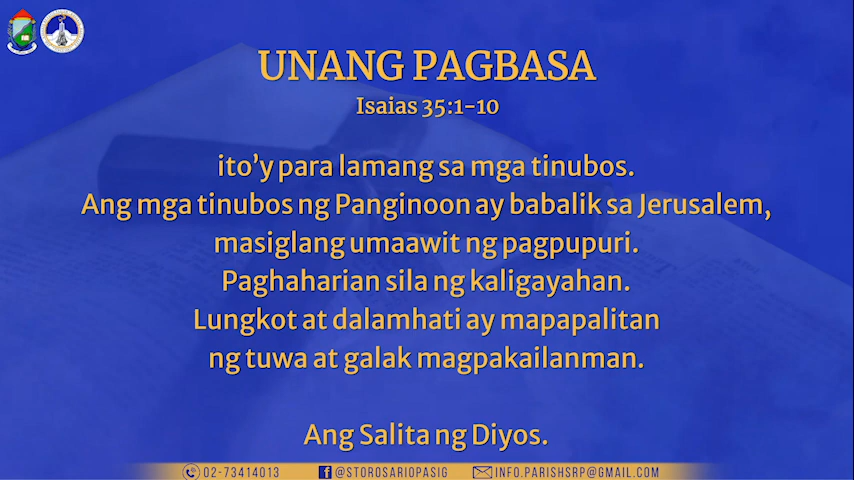 UNANG PAGBASA
Isaias 35:1-10
ito'y para lamang sa mga tinubos.
Ang mga tinubos ng Panginoon ay babalik sa Jerusalem,
masiglang umaawit ng pagpupuri.
Paghaharian sila ng kaligayahan.
Lungkot at dalamhati ay mapapalitan
ng tuwa at galak magpakailanman.
Ang Salita ng Diyos.
02-73414013 @STOROSARIOPASIG INFO.PARISHSRP@GMAIL.COM